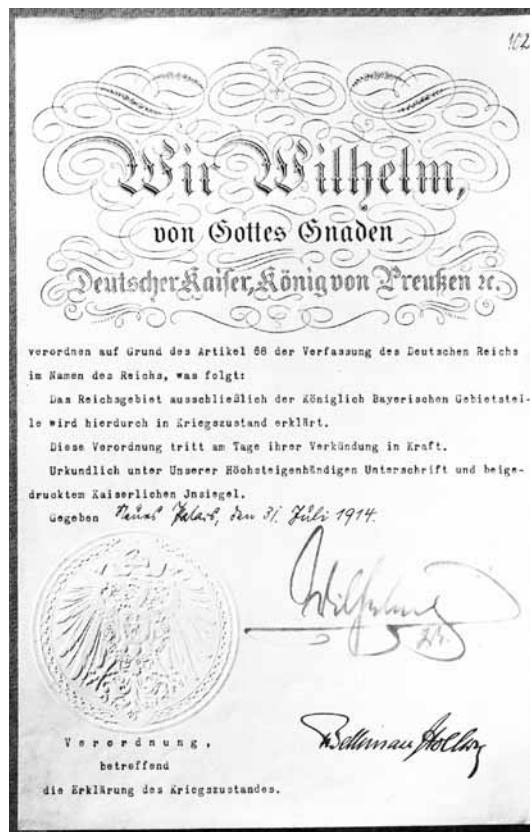 102
Wir Wilhelm,
von Gottes Gnaden
Deutscher Kaiser, König von Preußen ꝛc.
verordnen auf Grund des Artikel 68 der Verfassung des Deutschen Reichs
im Namen des Reichs, was folgt:
Das Reichsgebiet ausschließlich der Königlich Bayerischen Gebietstei-
le wird hierdurch in Kriegszustand erklärt.
Diese Verordnung tritt am Tage ihrer Verkündung in Kraft.
Urkundlich unter Unserer Höchsteigenhändigen Unterschrift und beige-
drucktem Kaiserlichen Jnsiegel.
Gegeben Neues Palais, den 31. Juli 1914.
Wilhelm
I.R.
v. Bethmann Hollweg
Verordnung,
betreffend
die Erklärung des Kriegszustandes.